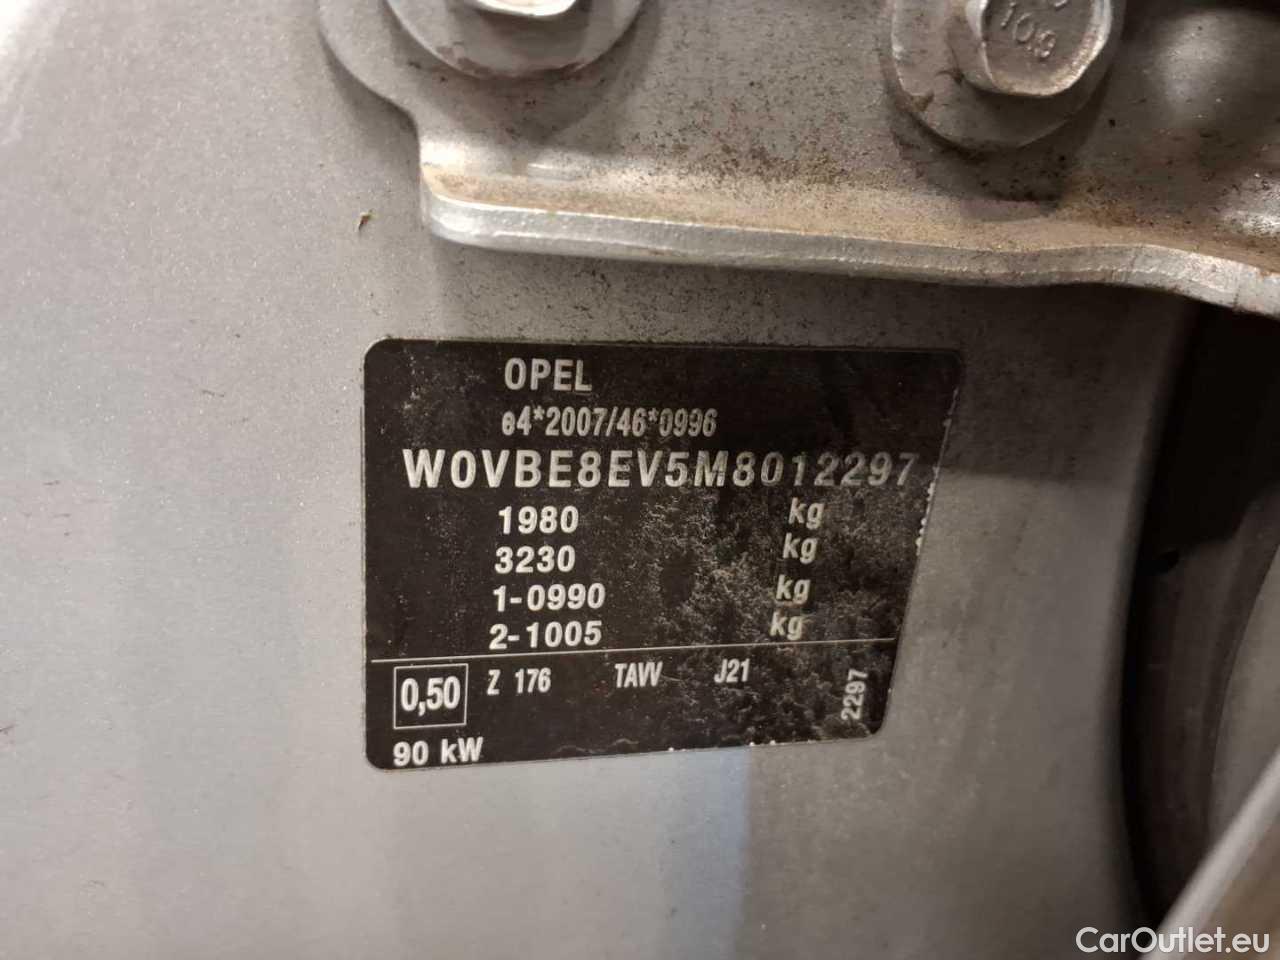 10.9
OPEL
e4*2007/46*0996
W0VBE8EV5M8012297
1980 kg
3230 kg
1-0990 kg
2-1005 kg
0,50 Z 176 TAVV J21 2297
90 kW
CarOutlet.eu